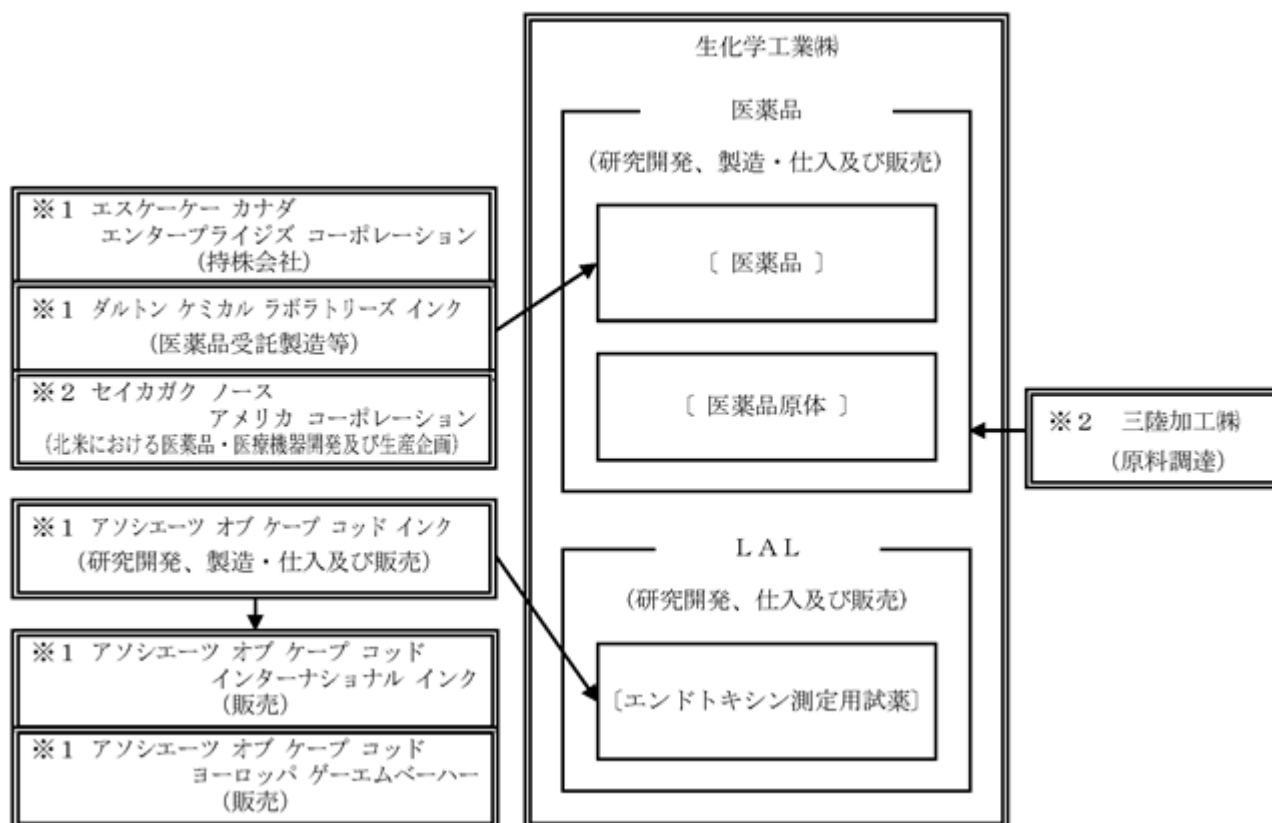 生化学工業㈱
医薬品
(研究開発、製造・仕入及び販売)
〔 医薬品 〕
〔 医薬品原体 〕
※1 エスケーケー カナダ
エンタープライジズ コーポレーション
(持株会社)
※1 ダルトン ケミカル ラボラトリーズ インク
(医薬品受託製造等)
※2 セイカガク ノース
アメリカ コーポレーション
(北米における医薬品・医療機器開発及び生産企画)
※2 三陸加工㈱
(原料調達)
※1 アソシエーツ オブ ケープ コッド インク
(研究開発、製造・仕入及び販売)
※1 アソシエーツ オブ ケープ コッド
インターナショナル インク
(販売)
※1 アソシエーツ オブ ケープ コッド
ヨーロッパ ゲーエムベーハー
(販売)
LAL
(研究開発、仕入及び販売)
〔エンドトキシン測定用試薬〕